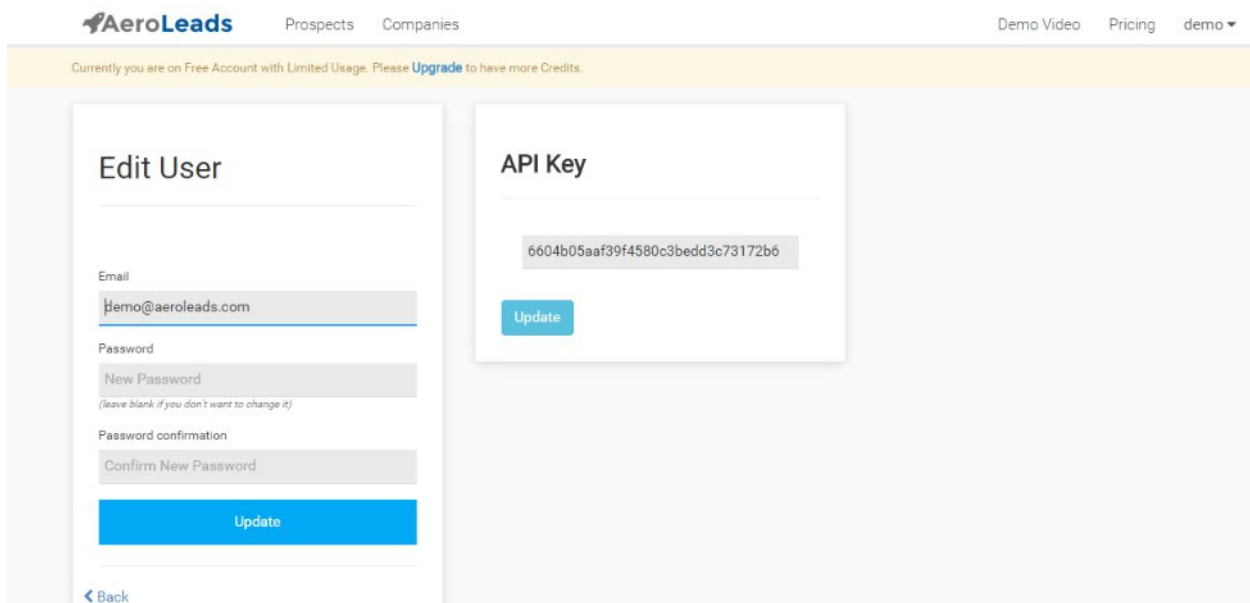 AeroLeads Prospects Companies Demo Video Pricing demo
Currently you are on Free Account with Limited Usage. Please Upgrade to have more Credits.
Edit User
Email
demo@aeroleads.com
Password
New Password
(leave blank if you don't want to change it)
Password confirmation
Confirm New Password
Update
Back
API Key
6604b05aaf39f4580c3bedd3c73172b6
Update